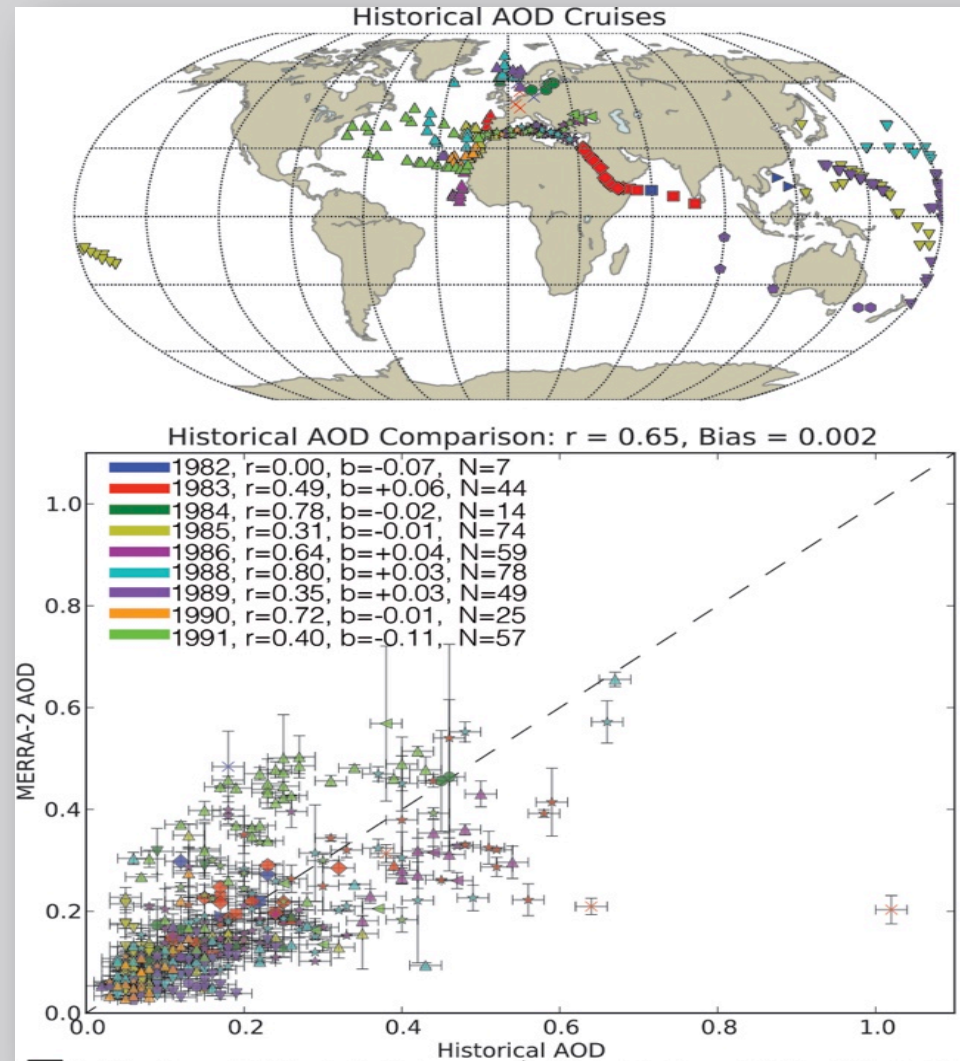 Historical AOD Cruises
Historical AOD Comparison: r = 0.65, Bias = 0.002
1982, r=0.00, b=-0.07, N=7
1983, r=0.49, b=+0.06, N=44
1984, r=0.78, b=-0.02, N=14
1985, r=0.31, b=-0.01, N=74
1986, r=0.64, b=+0.04, N=59
1988, r=0.80, b=+0.03, N=78
1989, r=0.35, b=+0.03, N=49
1990, r=0.72, b=-0.01, N=25
1991, r=0.40, b=-0.11, N=57
1.0
0.8
0.6
0.4
0.2
0.0
MERRA-2 AOD
0.0 0.2 0.4 0.6 0.8 1.0
Historical AOD